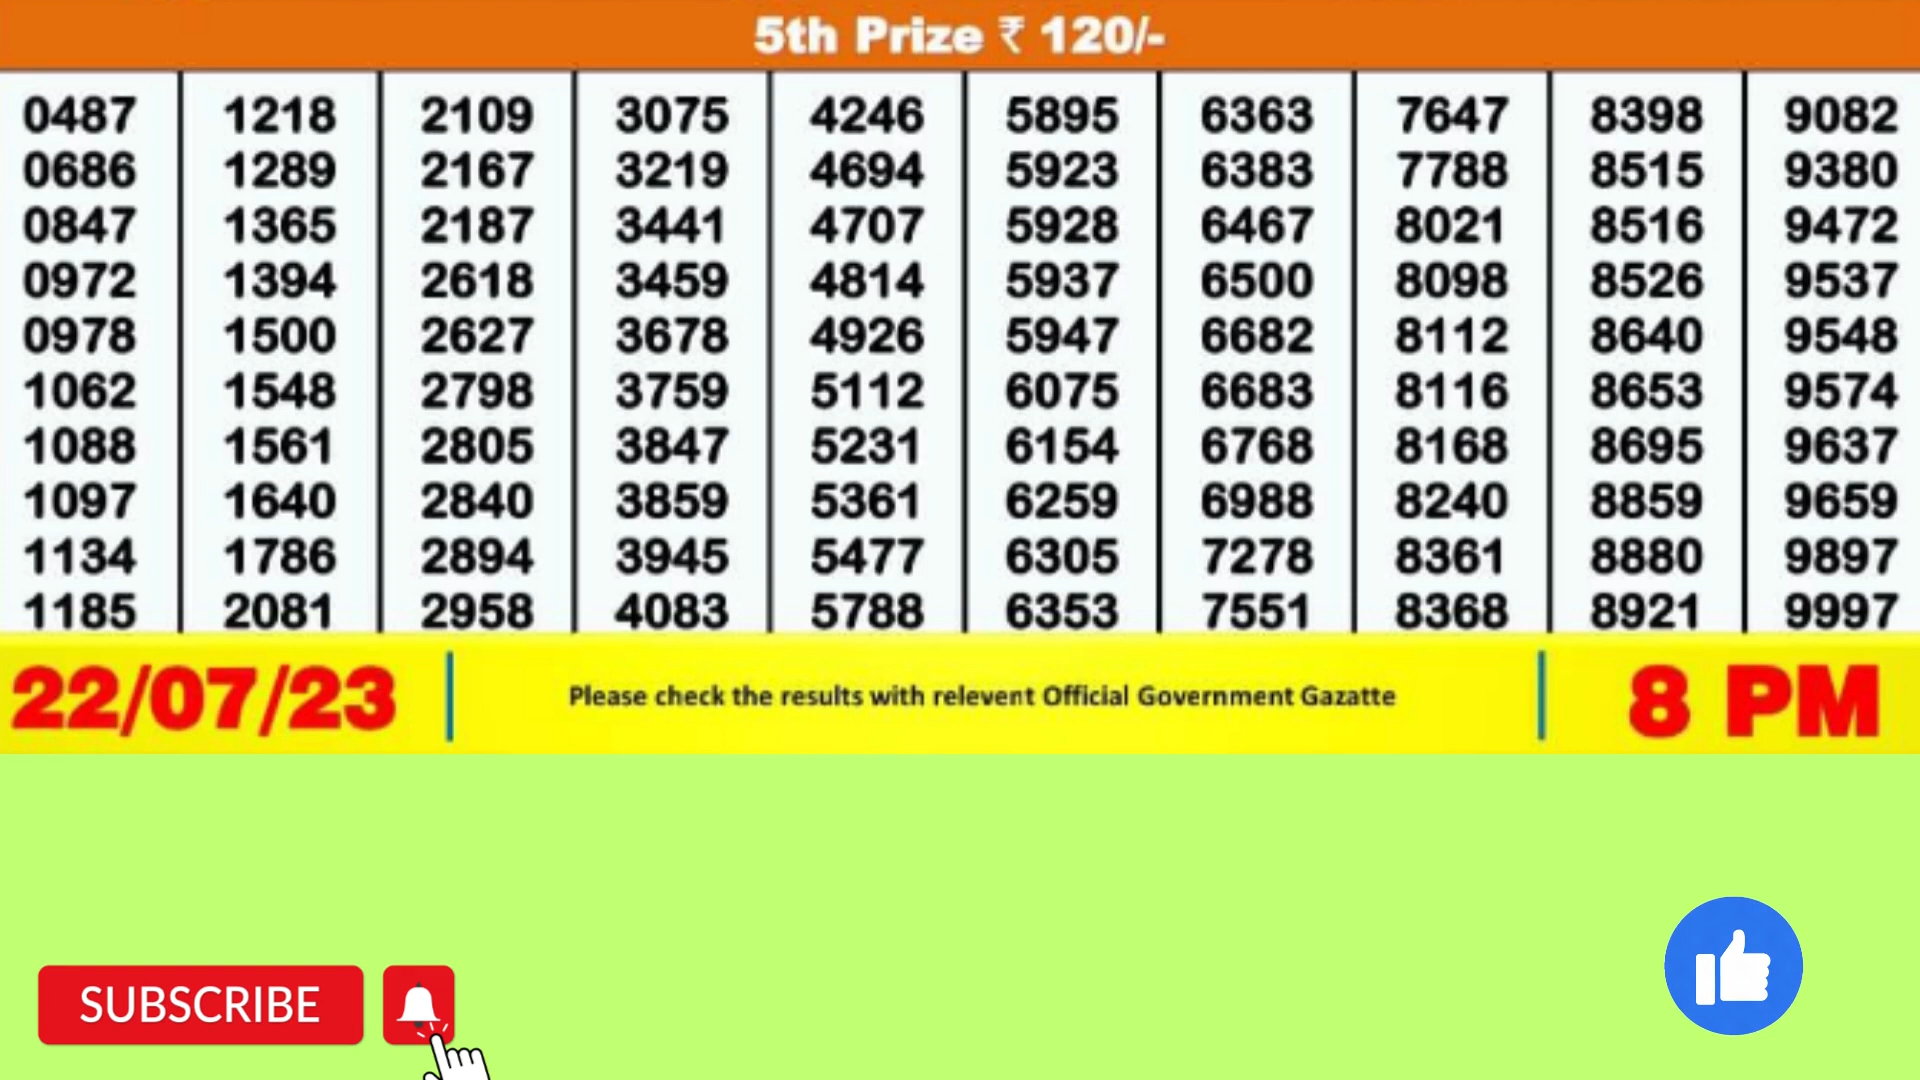 5th Prize ₹ 120/-
0487 1218 2109 3075 4246 5895 6363 7647 8398 9082
0686 1289 2167 3219 4694 5923 6383 7788 8515 9380
0847 1365 2187 3441 4707 5928 6467 8021 8516 9472
0972 1394 2618 3459 4814 5937 6500 8098 8526 9537
0978 1500 2627 3678 4926 5947 6682 8112 8640 9548
1062 1548 2798 3759 5112 6075 6683 8116 8653 9574
1088 1561 2805 3847 5231 6154 6768 8168 8695 9637
1097 1640 2840 3859 5361 6259 6988 8240 8859 9659
1134 1786 2894 3945 5477 6305 7278 8361 8880 9897
1185 2081 2958 4083 5788 6353 7551 8368 8921 9997
22/07/23 Please check the results with relevent Official Government Gazatte 8 PM
SUBSCRIBE